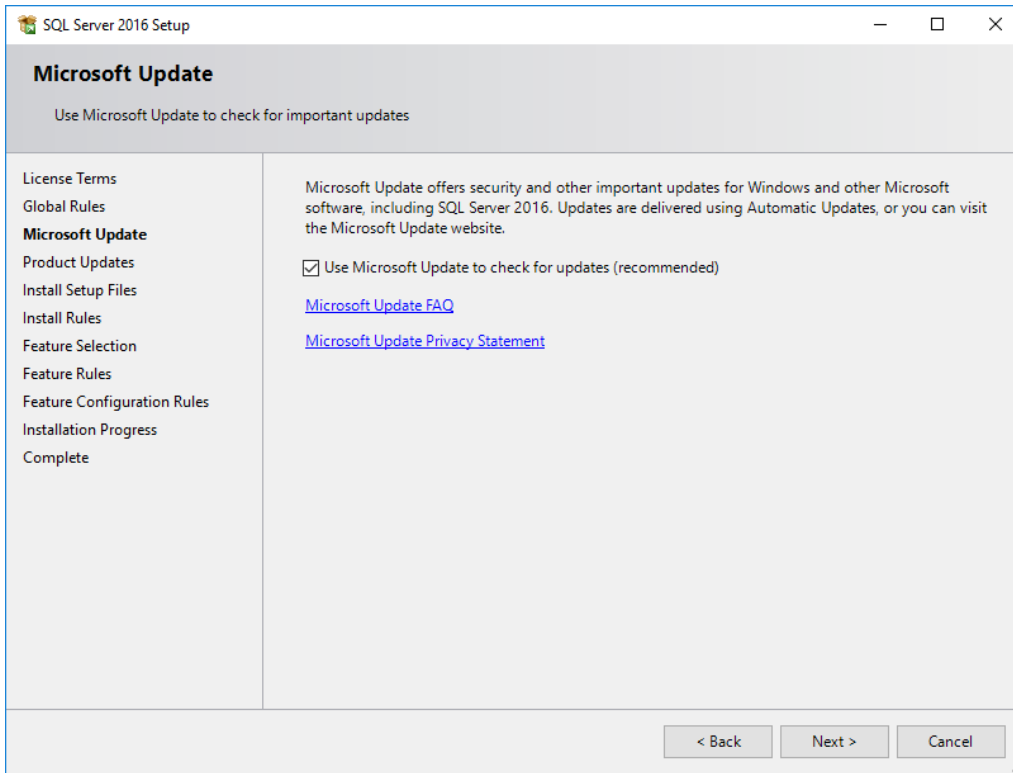 SQL Server 2016 Setup
Microsoft Update
Use Microsoft Update to check for important updates
License Terms
Global Rules
Microsoft Update
Product Updates
Install Setup Files
Install Rules
Feature Selection
Feature Rules
Feature Configuration Rules
Installation Progress
Complete
Microsoft Update offers security and other important updates for Windows and other Microsoft
software, including SQL Server 2016. Updates are delivered using Automatic Updates, or you can visit
the Microsoft Update website.
Use Microsoft Update to check for updates (recommended)
Microsoft Update FAQ
Microsoft Update Privacy Statement
< Back
Next >
Cancel